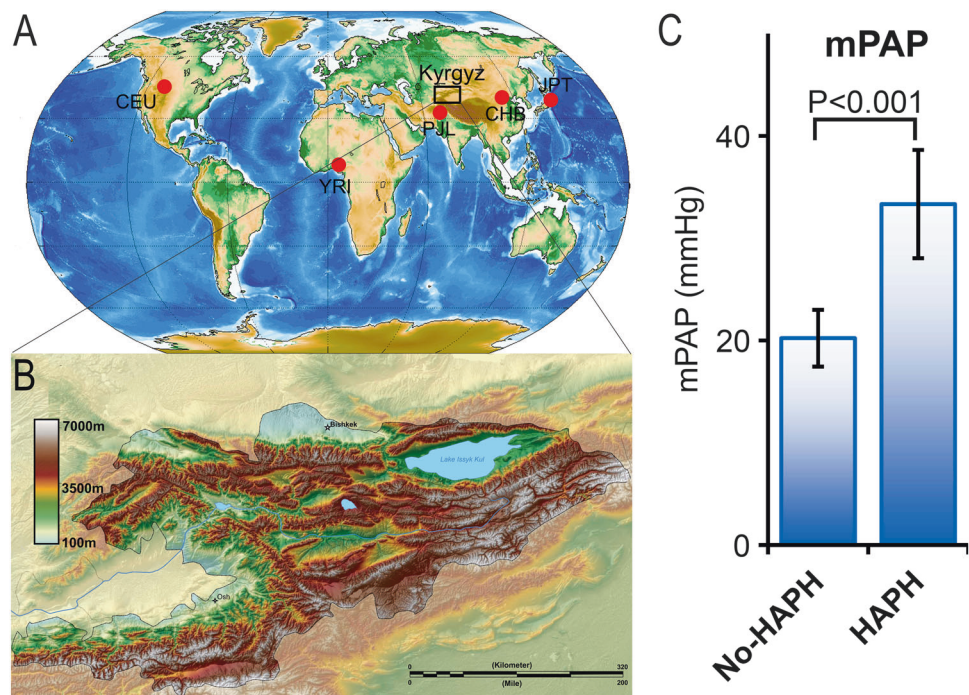 A
Kyrgyz
CEU
JPT
CHB
PJL
YRI
B
7000m
3500m
100m
Bishkek
Lake Issyk Kul
Osh
(Kilometer)
0 320
0 200
(Mile)
C
mPAP
P<0.001
mPAP (mmHg)
40
20
0
No-HAPH
HAPH